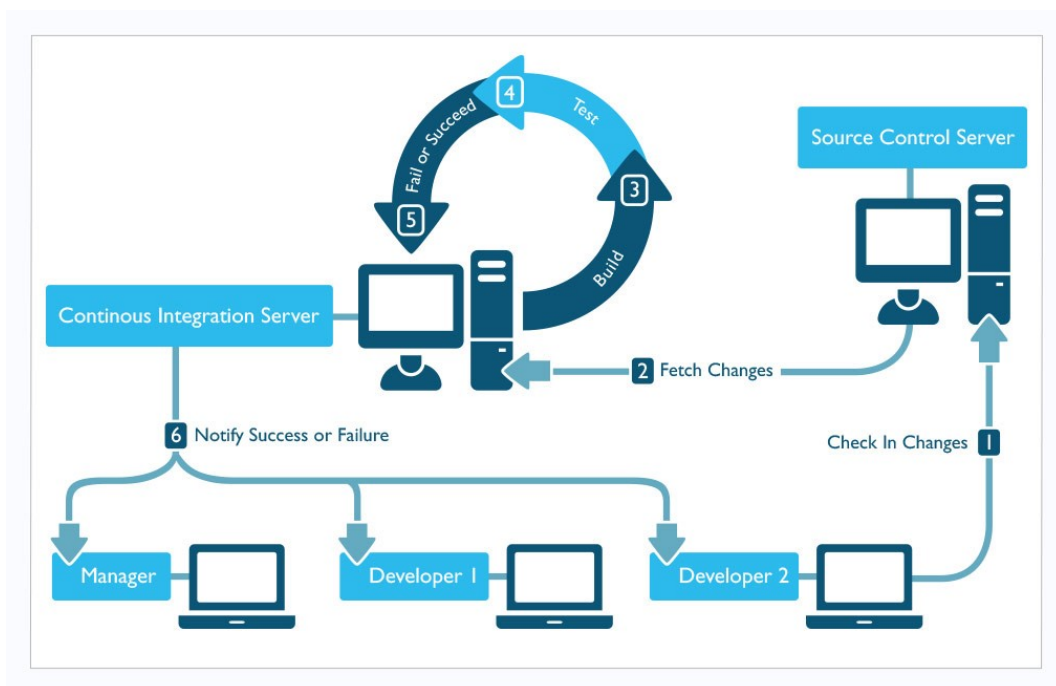 4
Test
Fail or Succeed
3
5
Build
Source Control Server
Continous Integration Server
2 Fetch Changes
6 Notify Success or Failure
Check In Changes 1
Manager
Developer 1
Developer 2